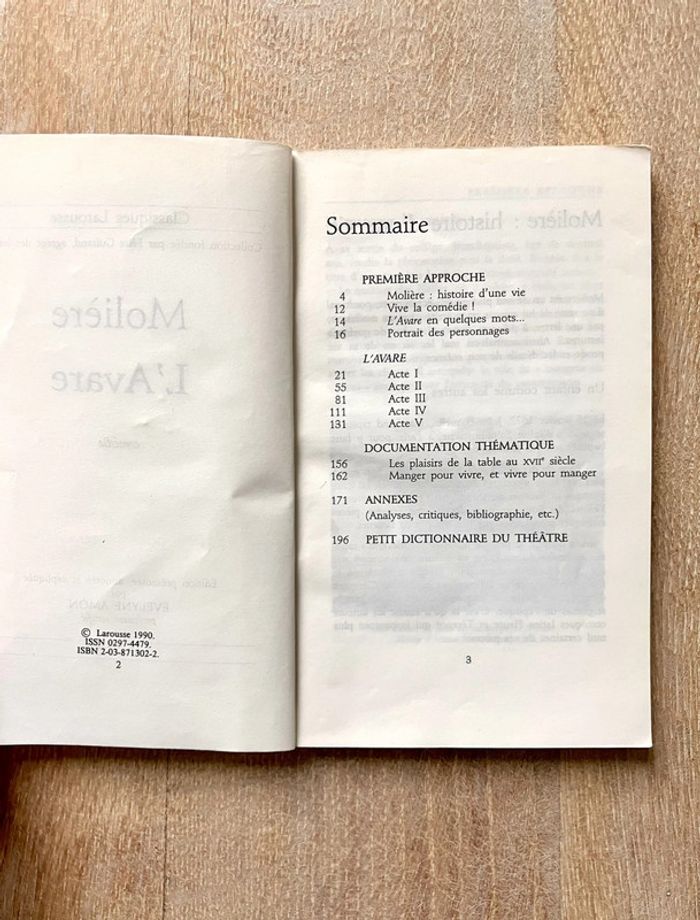 © Larousse 1990.
ISSN 0297-4479.
ISBN 2-03-871302-2.
2
Sommaire
PREMIÈRE APPROCHE
4 Molière : histoire d'une vie
12 Vive la comédie !
14 L'Avare en quelques mots...
16 Portrait des personnages
L'AVARE
21 Acte I
55 Acte II
81 Acte III
111 Acte IV
131 Acte V
DOCUMENTATION THÉMATIQUE
156 Les plaisirs de la table au XVIIe siècle
162 Manger pour vivre, et vivre pour manger
171 ANNEXES
(Analyses, critiques, bibliographie, etc.)
196 PETIT DICTIONNAIRE DU THÉÂTRE
3